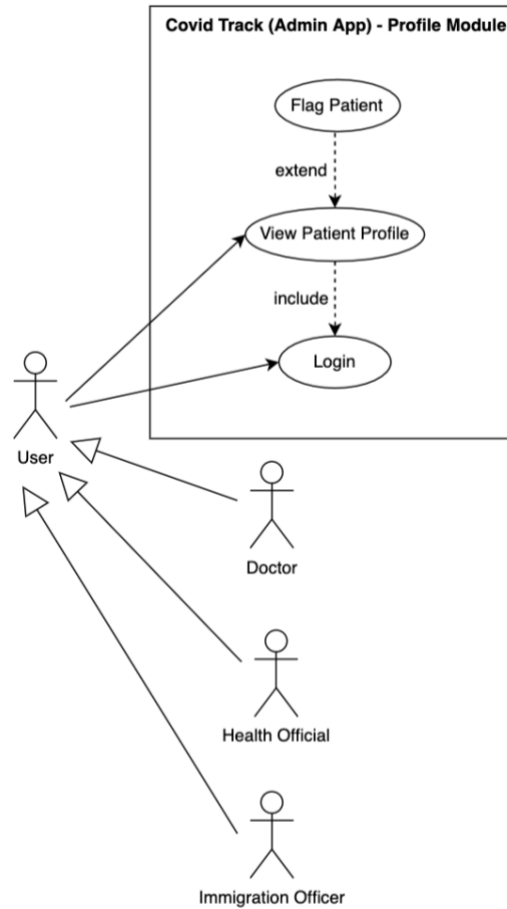 Covid Track (Admin App) - Profile Module
Flag Patient
extend
View Patient Profile
include
Login
User
Doctor
Health Official
Immigration Officer